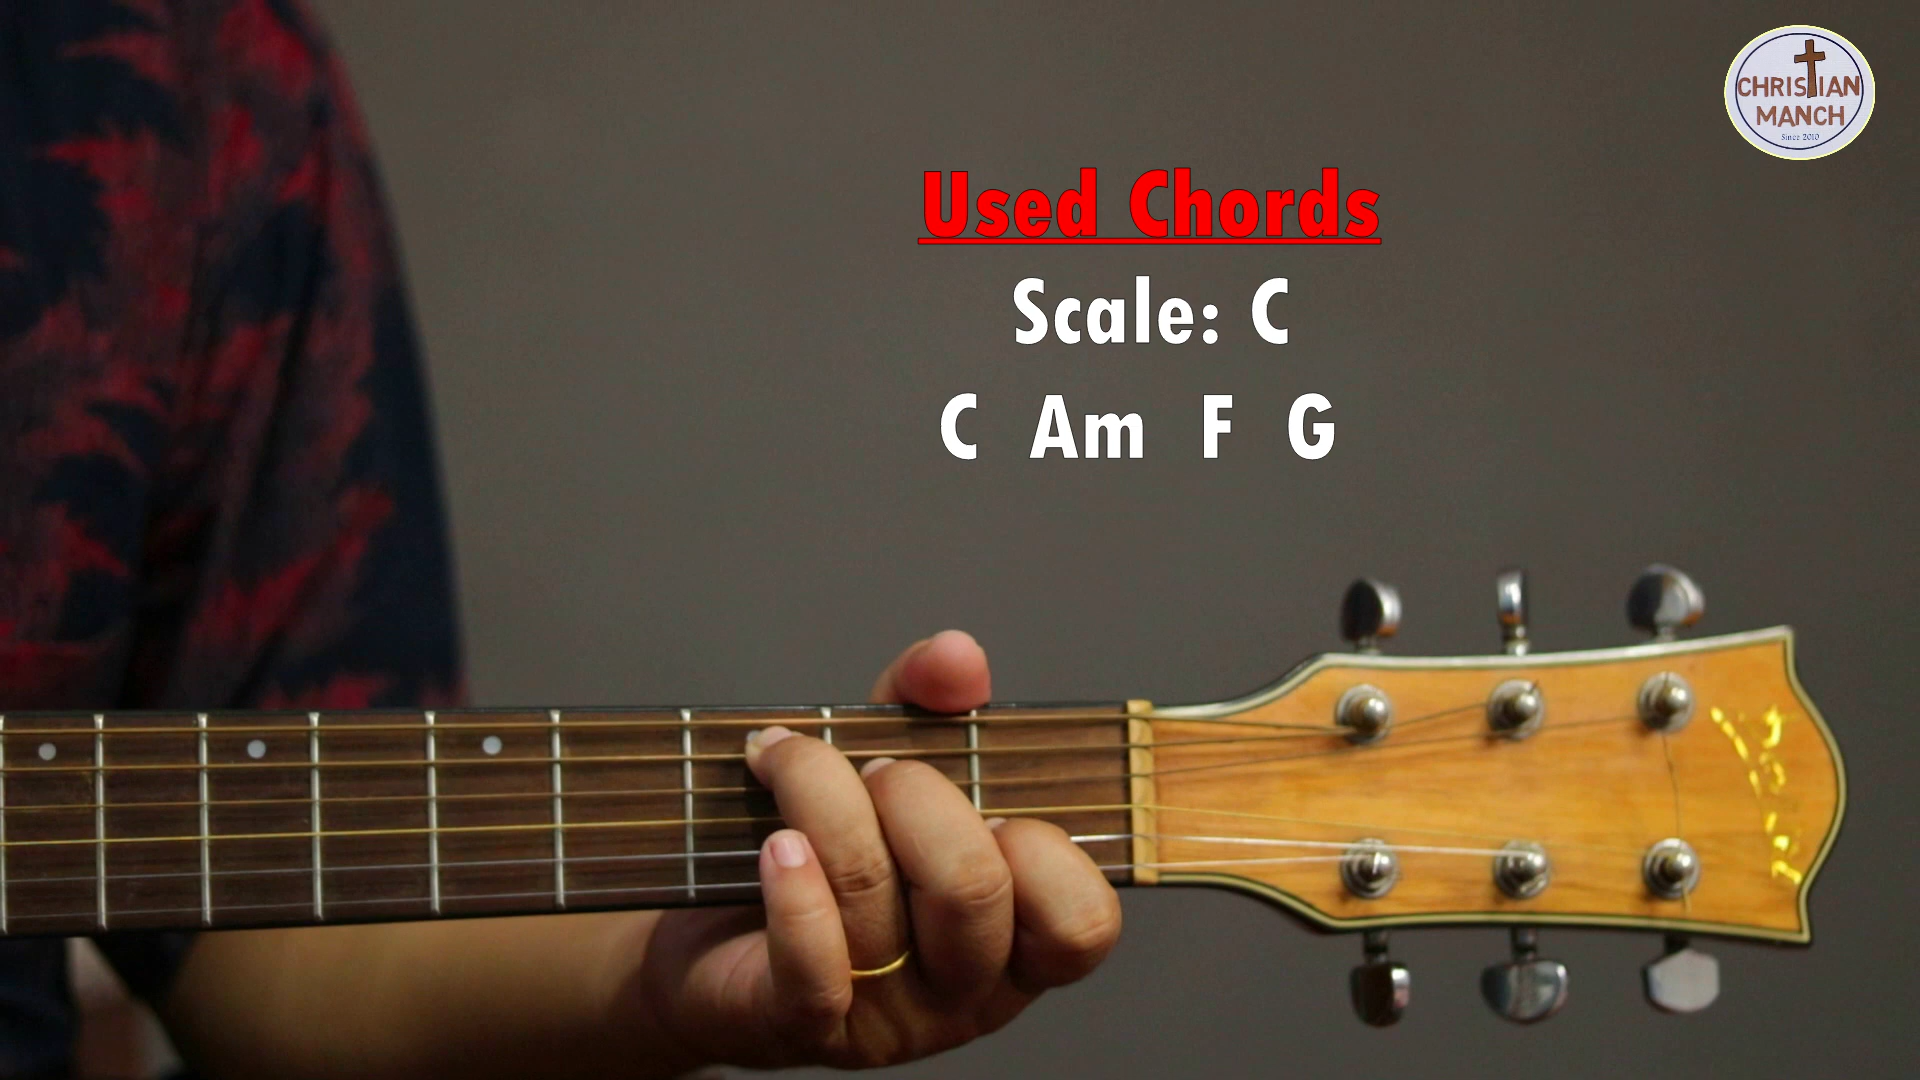 CHRISTIAN
MANCH
Since 2010
Used Chords
Scale: C
C Am F G